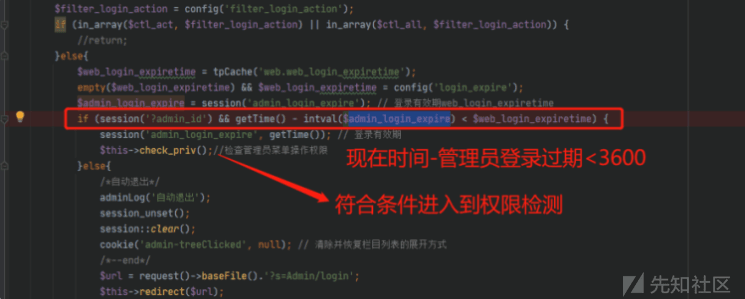 $filter_login_action = config('filter_login_action');
if (in_array($ctl_act, $filter_login_action) || in_array($ctl_all, $filter_login_action)) {
//return;
}else{
$web_login_expiretime = tpCache('web.web_login_expiretime');
empty($web_login_expiretime) && $web_login_expiretime = config('login_expire');
$admin_login_expire = session('admin_login_expire'); // 登录有效期web_login_expiretime
if (session('?admin_id') && getTime() - intval($admin_login_expire) < $web_login_expiretime) {
session('admin_login_expire', getTime()); // 登录有效期
$this->check_priv();//检查管理员菜单操作权限
现在时间-管理员登录过期<3600
}else{
/*自动退出*/
adminLog('自动退出');
符合条件进入到权限检测
session_unset();
session::clear();
cookie('admin-treeClicked', null); // 清除并恢复栏目列表的展开方式
/*--end*/
$url = request()->baseFile().'?s=Admin/login';
$this->redirect($url);
先知社区